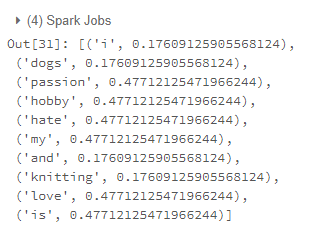 (4) Spark Jobs
Out[31]: [('i', 0.17609125905568124),
('dogs', 0.17609125905568124),
('passion', 0.47712125471966244),
('hobby', 0.47712125471966244),
('hate', 0.47712125471966244),
('my', 0.47712125471966244),
('and', 0.17609125905568124),
('knitting', 0.17609125905568124),
('love', 0.47712125471966244),
('is', 0.47712125471966244)]